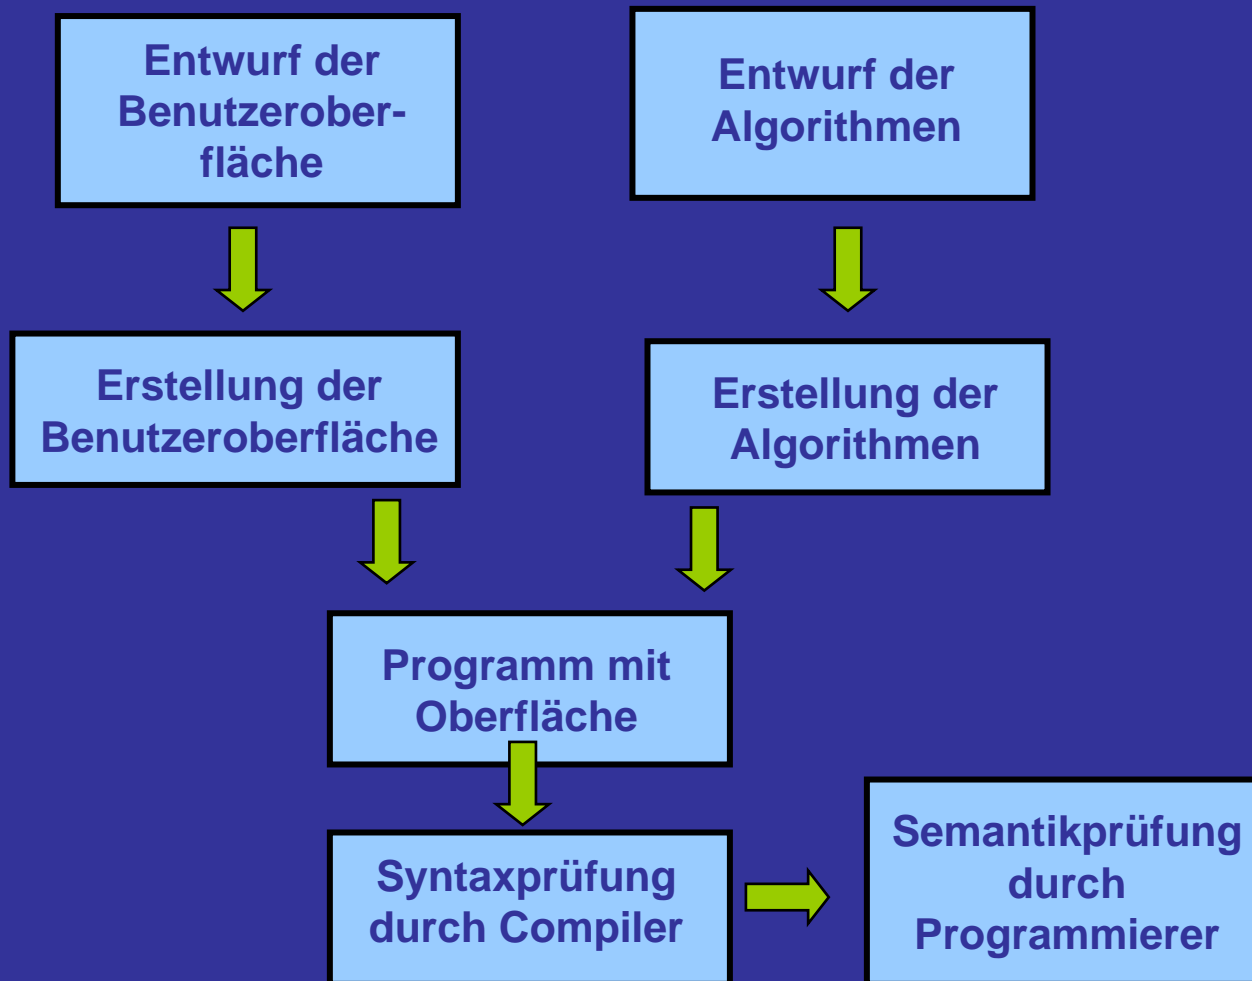 Entwurf der
Benutzerober-
fläche
Entwurf der
Algorithmen
Erstellung der
Benutzeroberfläche
Erstellung der
Algorithmen
Programm mit
Oberfläche
Syntaxprüfung
durch Compiler
Semantikprüfung
durch
Programmierer